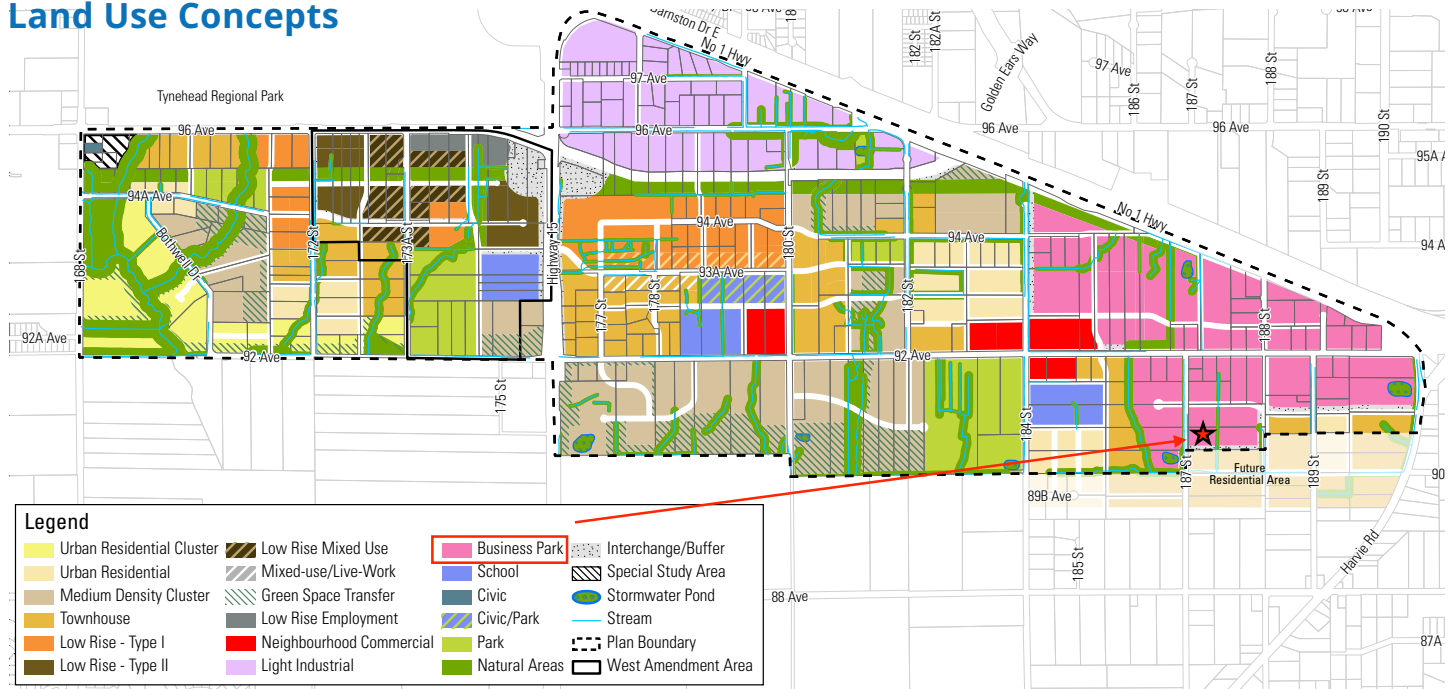 Land Use Concepts
Barnston Dr E
No 1 Hwy
182 St
182A St
Golden Ears Way
97 Ave
186 St
187 St
188 St
190 St
97 Ave
Tynehead Regional Park
96 Ave
96 Ave
96 Ave
96 Ave
95A A
189 St
94A Ave
94 Ave
No 1 Hwy
168 St
Bothwell Dr
172 St
173A St
Highway 15
180 St
94 Ave
94 A
93A Ave
177 St
178 St
182 St
188 St
92A Ave
92 Ave
92 Ave
175 St
184 St
187 St
189 St
Future
Residential Area
90
89B Ave
185 St
Harvie Rd
88 Ave
87A
Legend
Urban Residential Cluster
Urban Residential
Medium Density Cluster
Townhouse
Low Rise - Type I
Low Rise - Type II
Low Rise Mixed Use
Mixed-use/Live-Work
Green Space Transfer
Low Rise Employment
Neighbourhood Commercial
Light Industrial
Business Park
School
Civic
Civic/Park
Park
Natural Areas
Interchange/Buffer
Special Study Area
Stormwater Pond
Stream
Plan Boundary
West Amendment Area